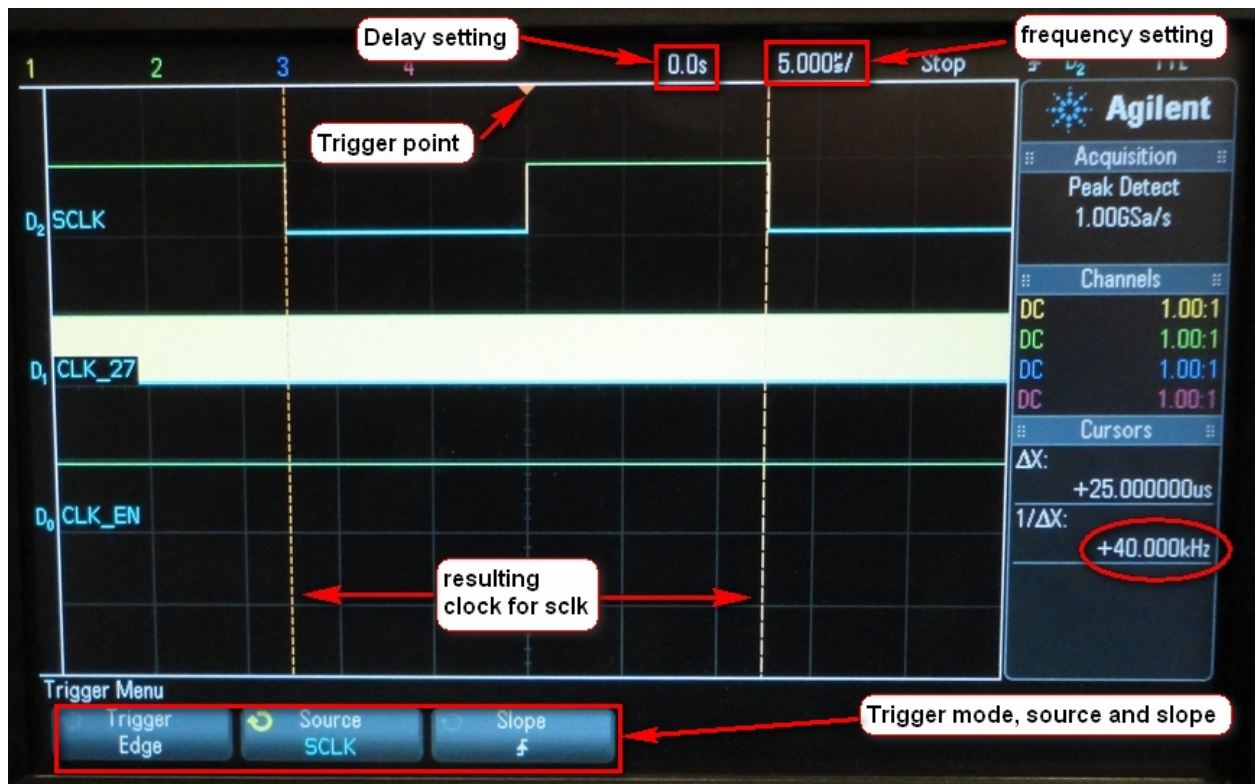 Delay setting
frequency setting
1 2 3 4 0.0s 5.000㎲/ Stop D₂ TTL
Trigger point
Agilent
Acquisition
Peak Detect
1.00GSa/s
D₂ SCLK
Channels
DC 1.00:1
DC 1.00:1
DC 1.00:1
DC 1.00:1
D₁ CLK_27
Cursors
ΔX:
+25.000000us
D₀ CLK_EN
1/ΔX:
+40.000kHz
resulting
clock for sclk
Trigger Menu
Trigger
Edge
Source
SCLK
Slope
Trigger mode, source and slope